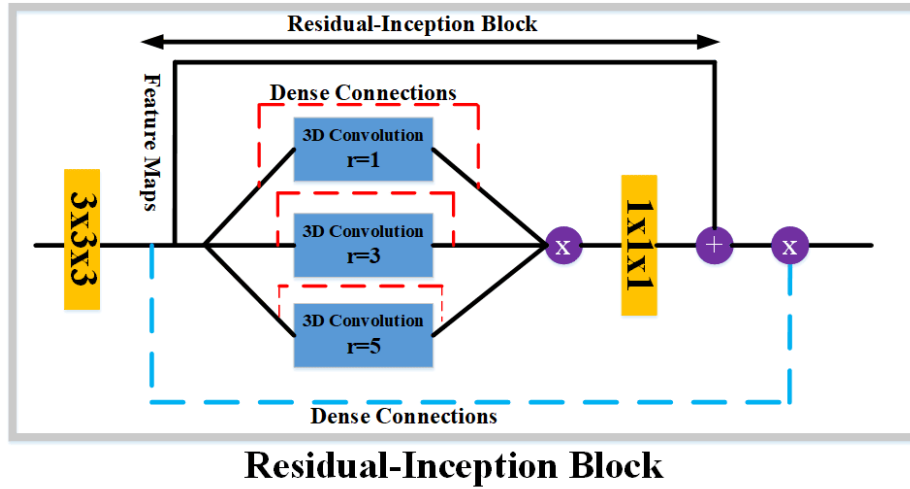 Residual-Inception Block
Feature Maps
Dense Connections
3D Convolution
r=1
3x3x3
3D Convolution
r=3
x
1x1x1
+
x
3D Convolution
r=5
Dense Connections
Residual-Inception Block